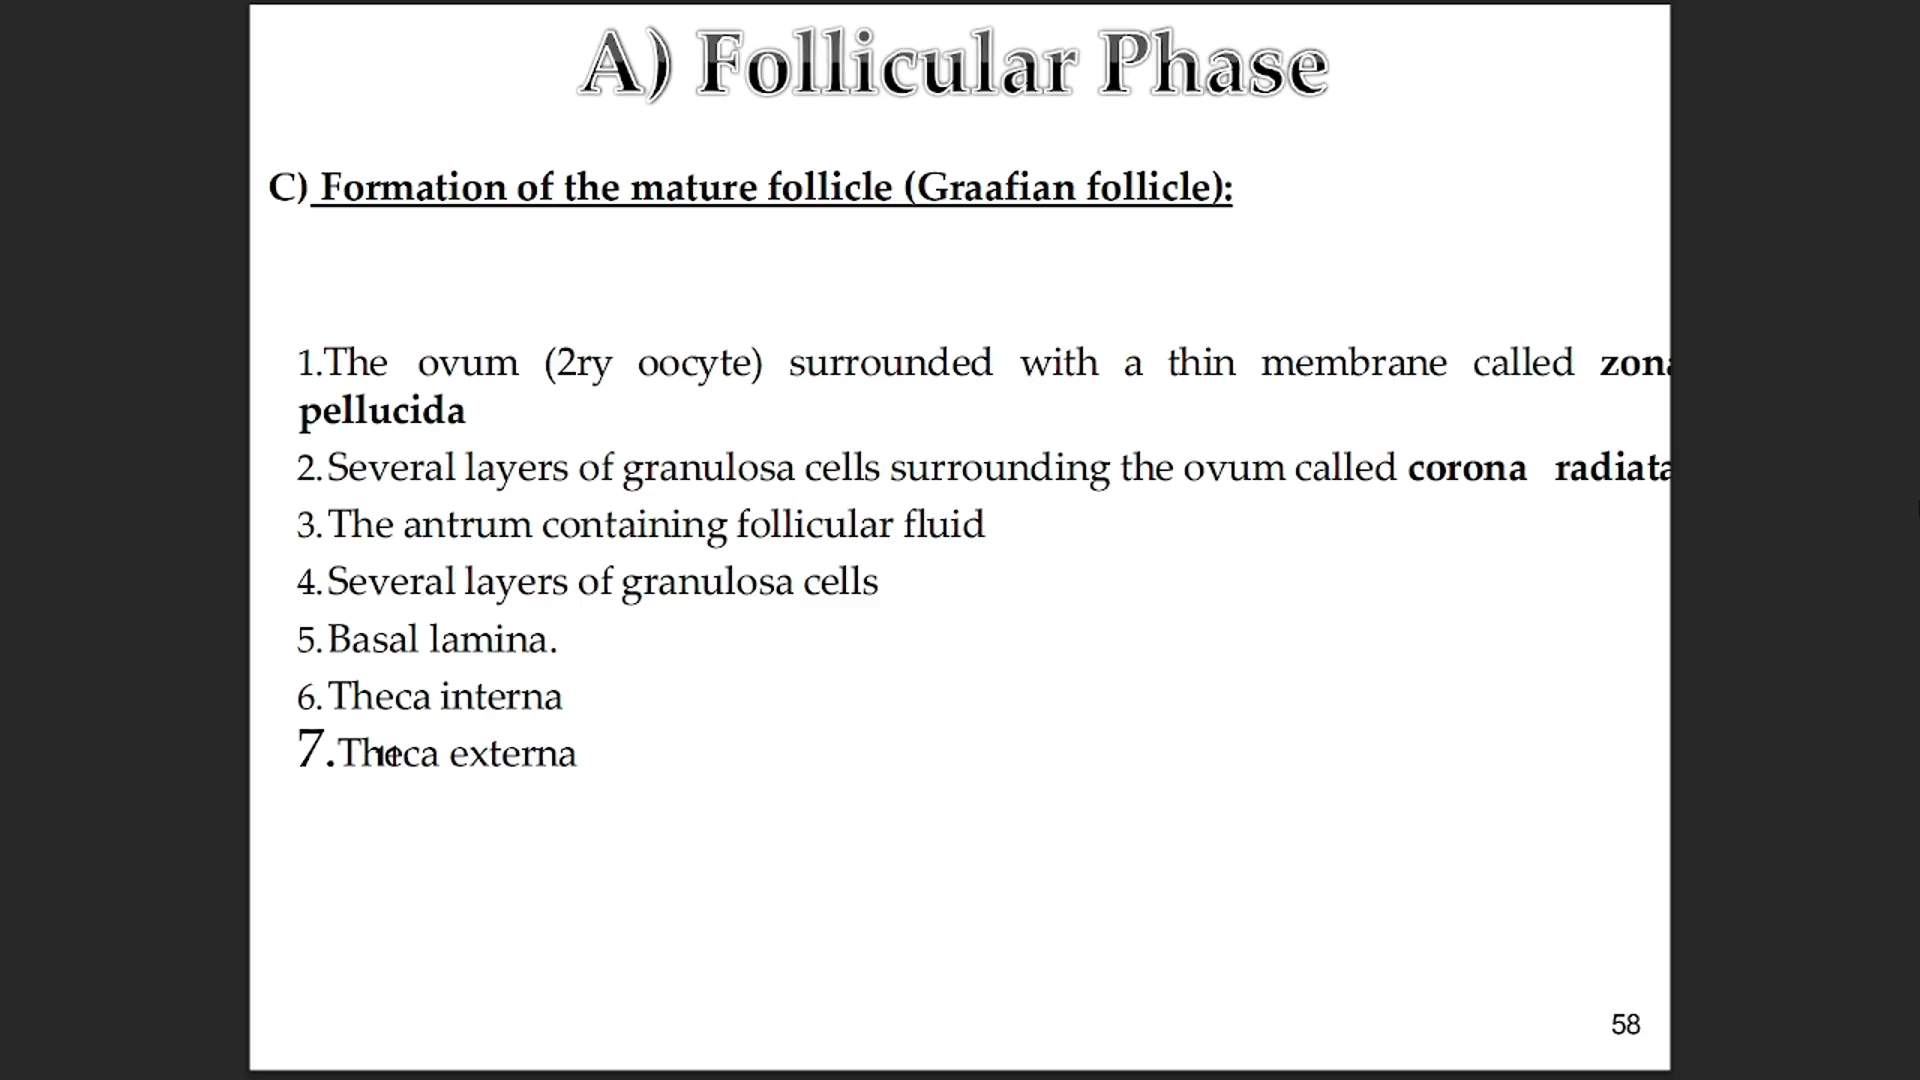 A) Follicular Phase
C) Formation of the mature follicle (Graafian follicle):
1.The ovum (2ry oocyte) surrounded with a thin membrane called zona
pellucida
2.Several layers of granulosa cells surrounding the ovum called corona radiata
3.The antrum containing follicular fluid
4.Several layers of granulosa cells
5.Basal lamina.
6.Theca interna
7.Theca externa
58